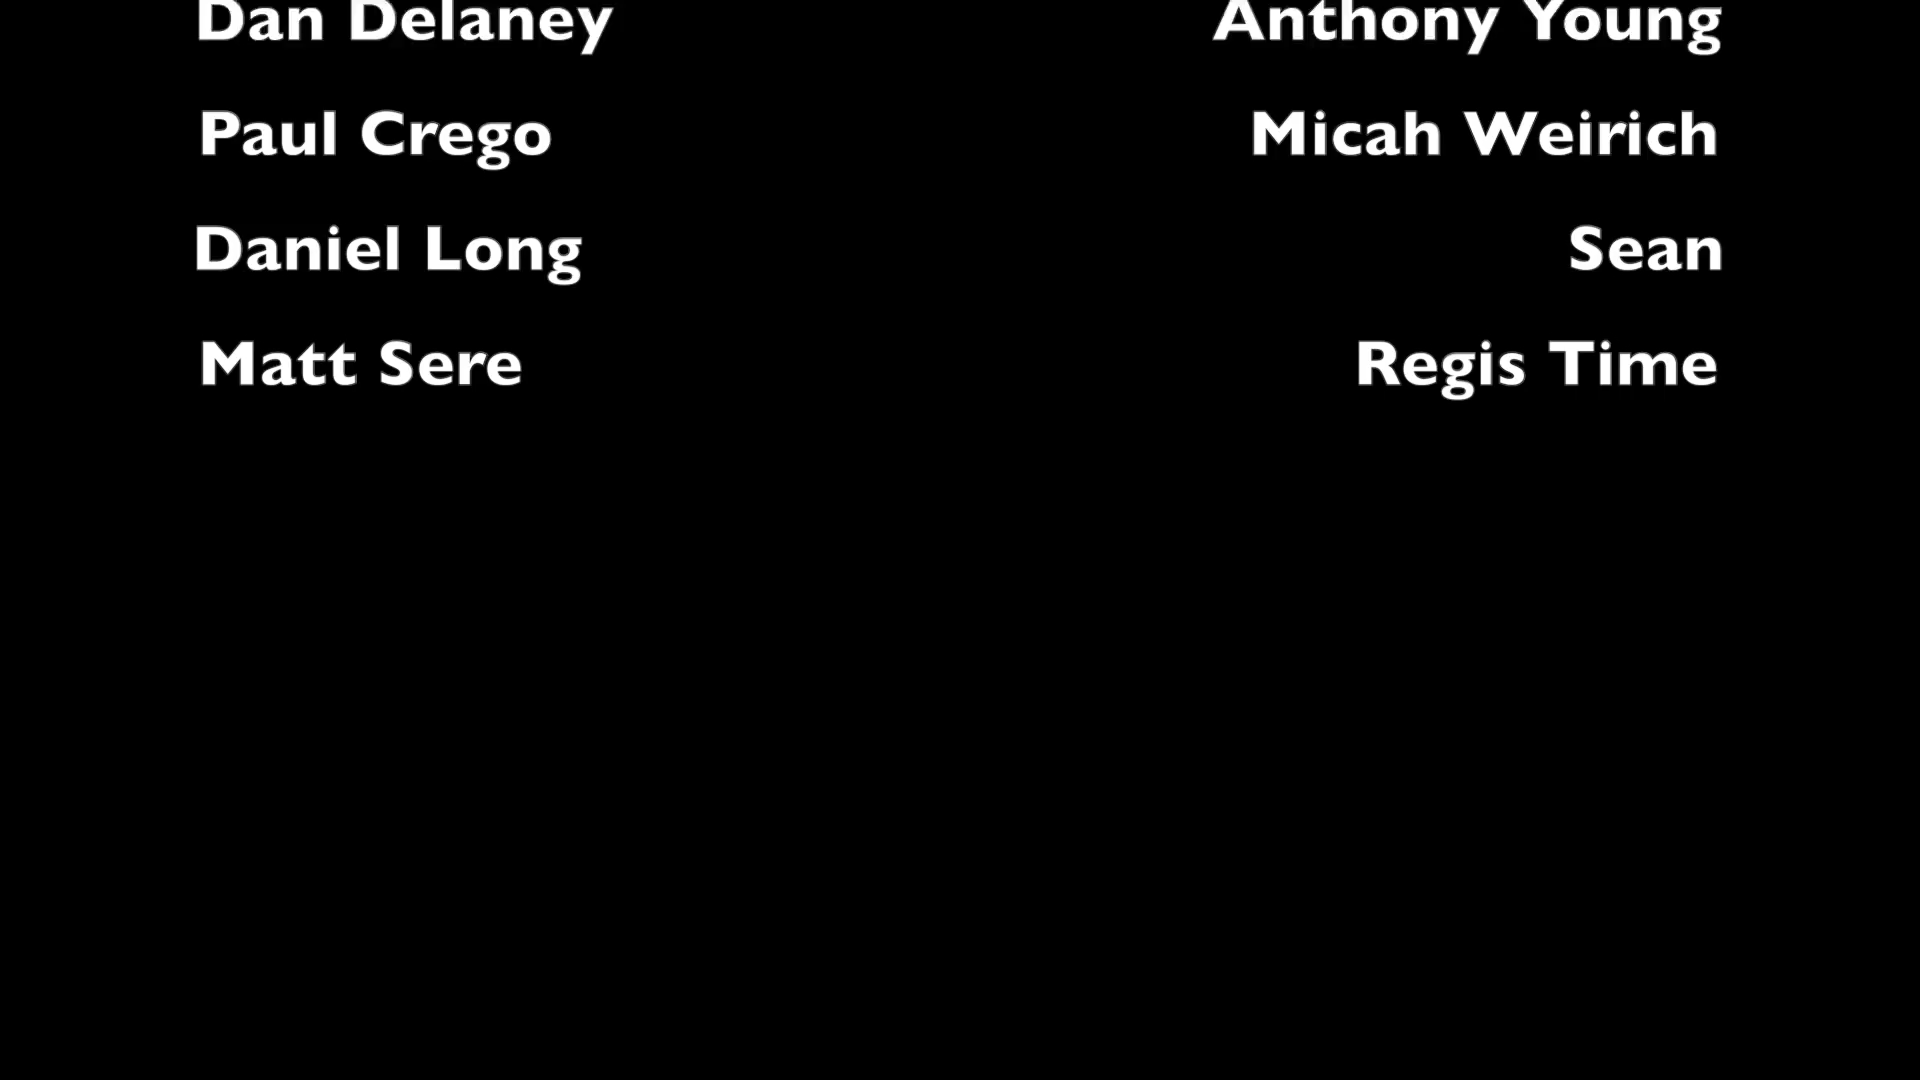 Dan Delaney Anthony Young
Paul Crego Micah Weirich
Daniel Long Sean
Matt Sere Regis Time